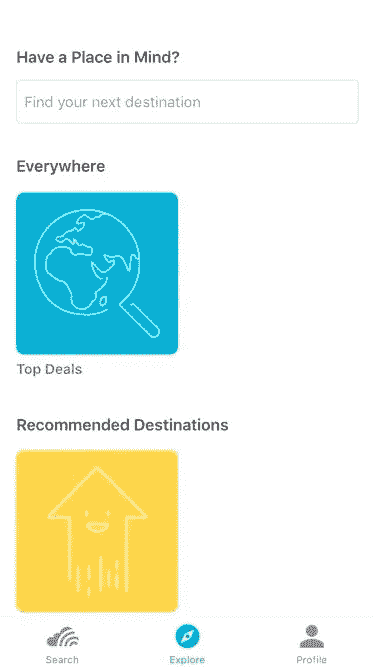 Have a Place in Mind?
Find your next destination
Everywhere
Top Deals
Recommended Destinations
Search
Explore
Profile